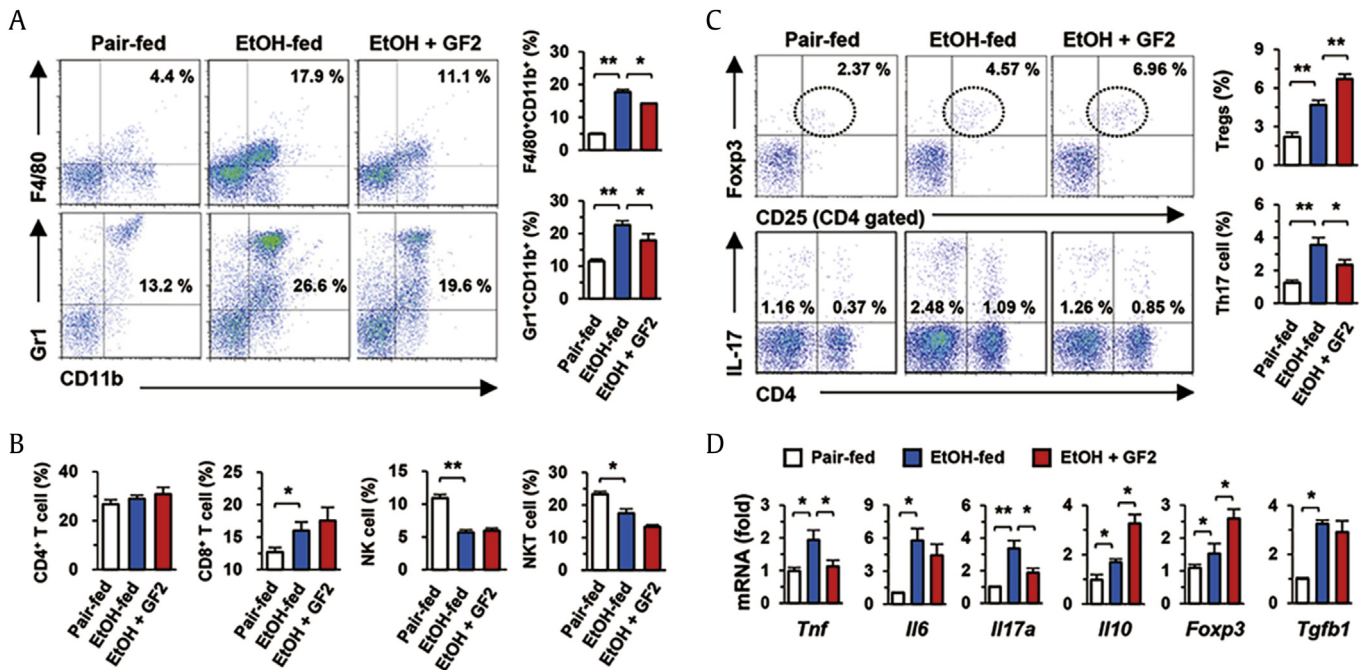 A
Pair-fed EtOH-fed EtOH + GF2
4.4 % 17.9 % 11.1 %
F4/80
13.2 % 26.6 % 19.6 %
Gr1
CD11b
F4/80⁺CD11b⁺ (%)
30
20
10
0
** *
Gr1⁺CD11b⁺ (%)
30
20
10
0
** *
Pair-fed
EtOH-fed
EtOH + GF2
B
CD4⁺ T cell (%)
40
20
0
Pair-fed
EtOH-fed
EtOH + GF2
CD8⁺ T cell (%)
25
20
15
10
*
Pair-fed
EtOH-fed
EtOH + GF2
NK cell (%)
15
10
5
0
**
Pair-fed
EtOH-fed
EtOH + GF2
NKT cell (%)
30
20
10
0
*
Pair-fed
EtOH-fed
EtOH + GF2
C
Pair-fed EtOH-fed EtOH + GF2
2.37 % 4.57 % 6.96 %
Foxp3
CD25 (CD4 gated)
1.16 % 0.37 % 2.48 % 1.09 % 1.26 % 0.85 %
IL-17
CD4
Tregs (%)
9
6
3
0
** **
Th17 cell (%)
6
4
2
0
** *
Pair-fed
EtOH-fed
EtOH + GF2
D
Pair-fed EtOH-fed EtOH + GF2
mRNA (fold)
3
2
1
0
* *
Tnf
9
6
3
0
*
Il6
6
4
2
0
** *
Il17a
4
2
0
* *
Il10
3
2
1
0
* *
Foxp3
4
3
2
1
0
*
Tgfb1